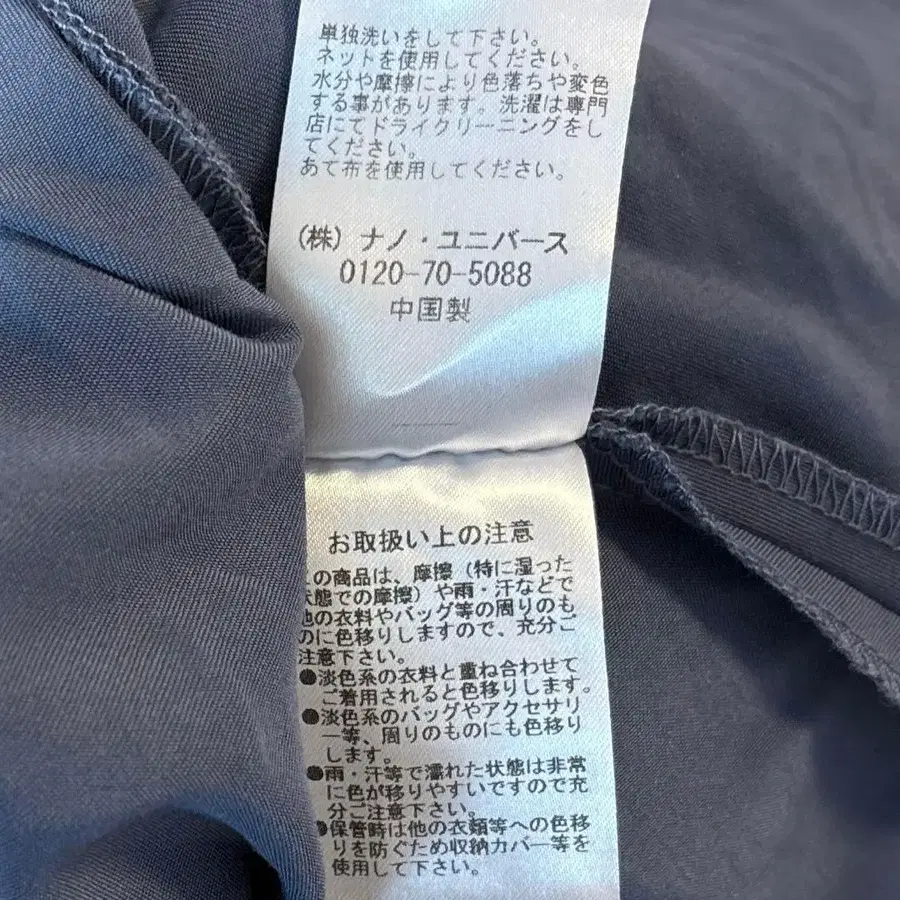 単独洗いをして下さい。
ネットを使用してください。
水分や摩擦により色落ちや変色
する事があります。洗濯は専門
店にてドライクリーニングをし
てください。
あて布を使用してください。
(株) ナノ・ユニバース
0120-70-5088
中国製
お取扱い上の注意
この商品は、摩擦（特に湿った
状態での摩擦）や雨・汗などで
他の衣料やバッグ等の周りのも
のに色移りしますので、充分ご
注意下さい。
●淡色系の衣料と重ね合わせて
ご着用されると色移りします。
●淡色系のバッグやアクセサリ
ー等、周りのものにも色移り
します。
●雨・汗等で濡れた状態は非常
に色が移りやすいですので充
分ご注意下さい。
●保管時は他の衣類等への色移
りを防ぐため収納カバー等を
使用して下さい。